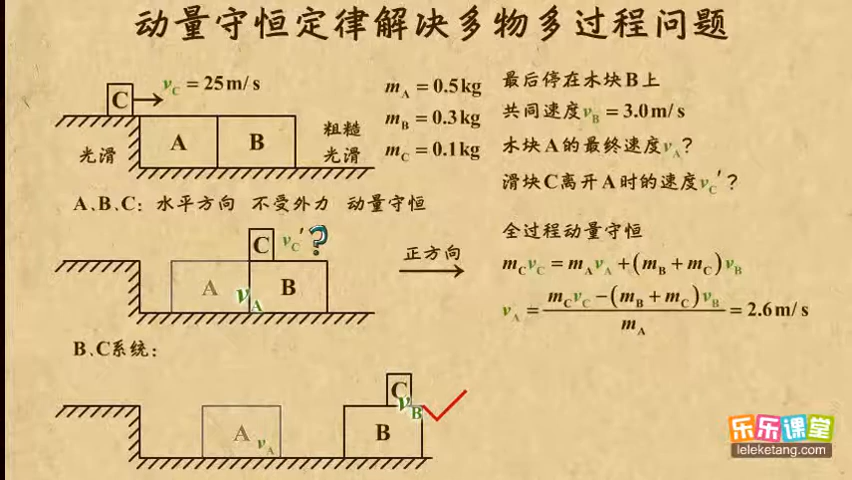 动量守恒定律解决多物多过程问题
C
v_C = 25m/s
光滑
A
B
粗糙
光滑
m_A = 0.5kg
m_B = 0.3kg
m_C = 0.1kg
最后停在木块B上
共同速度v_B = 3.0m/s
木块A的最终速度v_A?
滑块C离开A时的速度v_C′?
A、B、C: 水平方向 不受外力 动量守恒
C
v_C′?
A
v_A
B
正方向
全过程动量守恒
m_C v_C = m_A v_A + (m_B + m_C) v_B
v_A = (m_C v_C − (m_B + m_C) v_B) / m_A = 2.6m/s
B、C系统:
C
v_B
A
v_A
B
乐乐课堂
leleketang.com